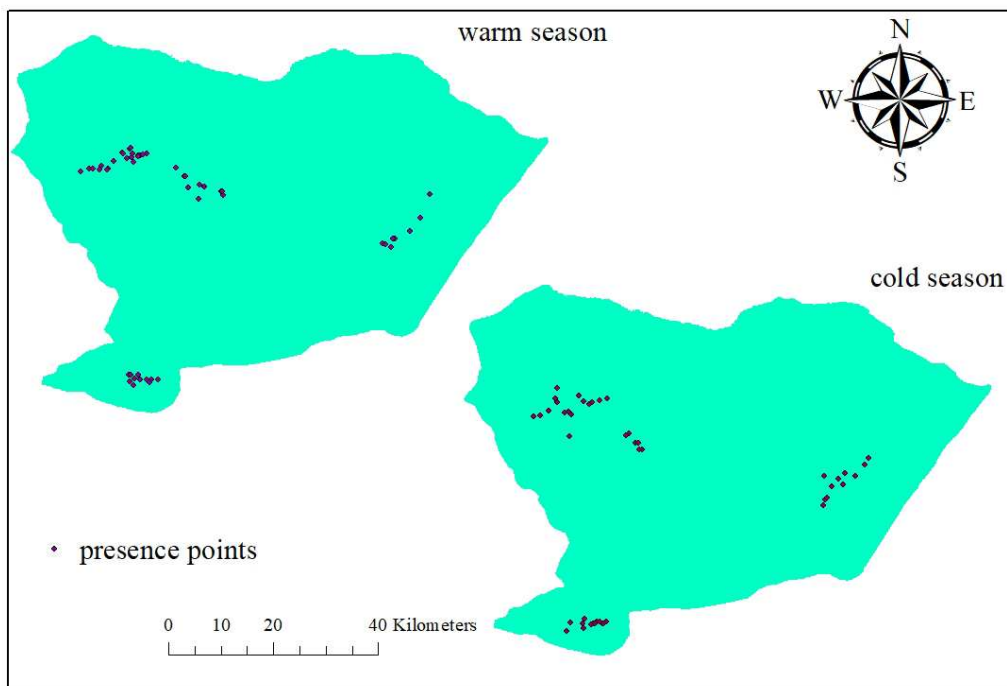 warm season
N
W E
S
cold season
presence points
0 10 20 40 Kilometers